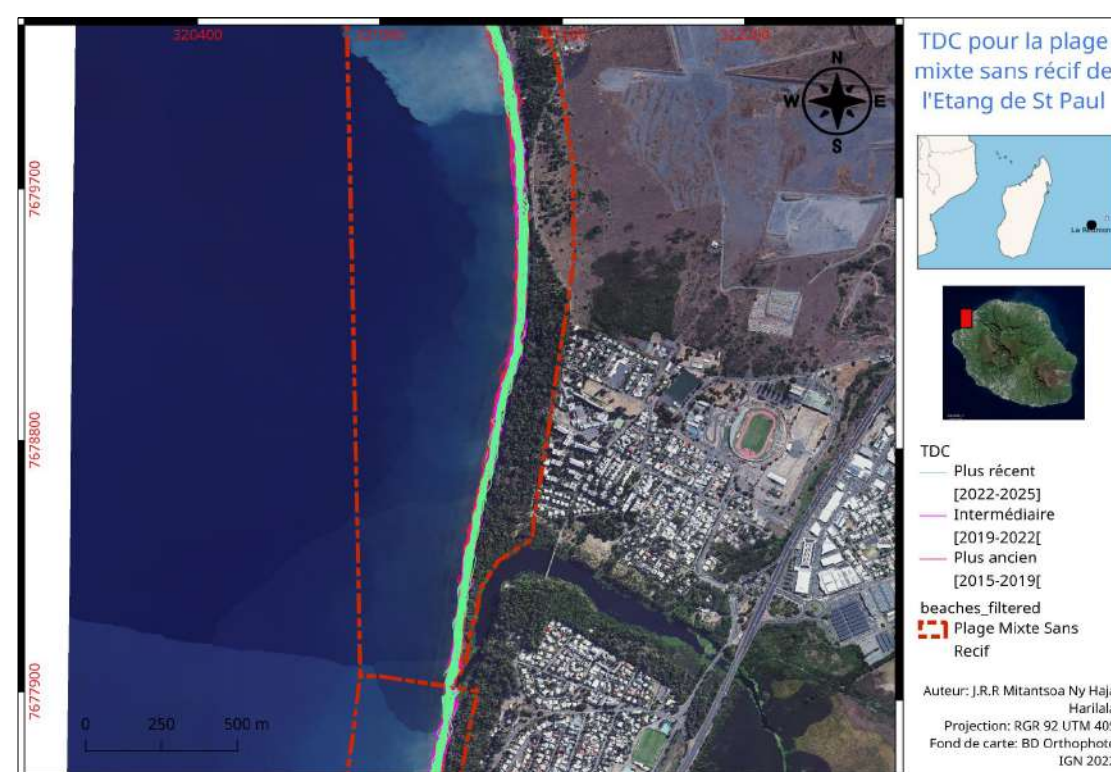 320400
322000
N
W
E
S
7679700
7678800
7677900
0 250 500 m
TDC pour la plage
mixte sans récif de
l'Etang de St Paul
TDC
Plus récent
[2022-2025]
Intermédiaire
[2019-2022[
Plus ancien
[2015-2019[
beaches_filtered
Plage Mixte Sans
Recif
Auteur: J.R.R Mitantsoa Ny Haja
Harilala
Projection: RGR 92 UTM 40S
Fond de carte: BD Orthophoto
IGN 2022